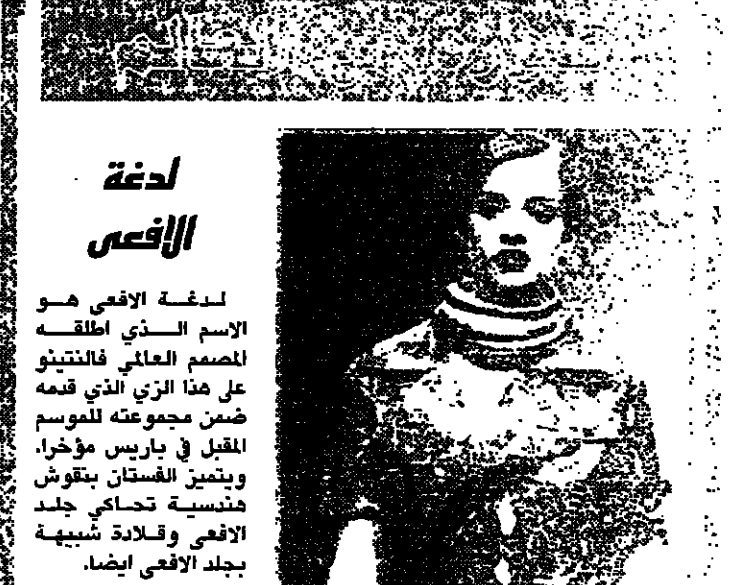 لدغة
الافعى
لدغة الافعى هو
الاسم الذي اطلقه
المصمم العالمي فالنتينو
على هذا الزي الذي قدمه
ضمن مجموعته للموسم
المقبل في باريس مؤخرا.
ويتميز الفستان بنقوش
هندسية تحاكي جلد
الافعى وقلادة شبيهة
بجلد الافعى ايضا.